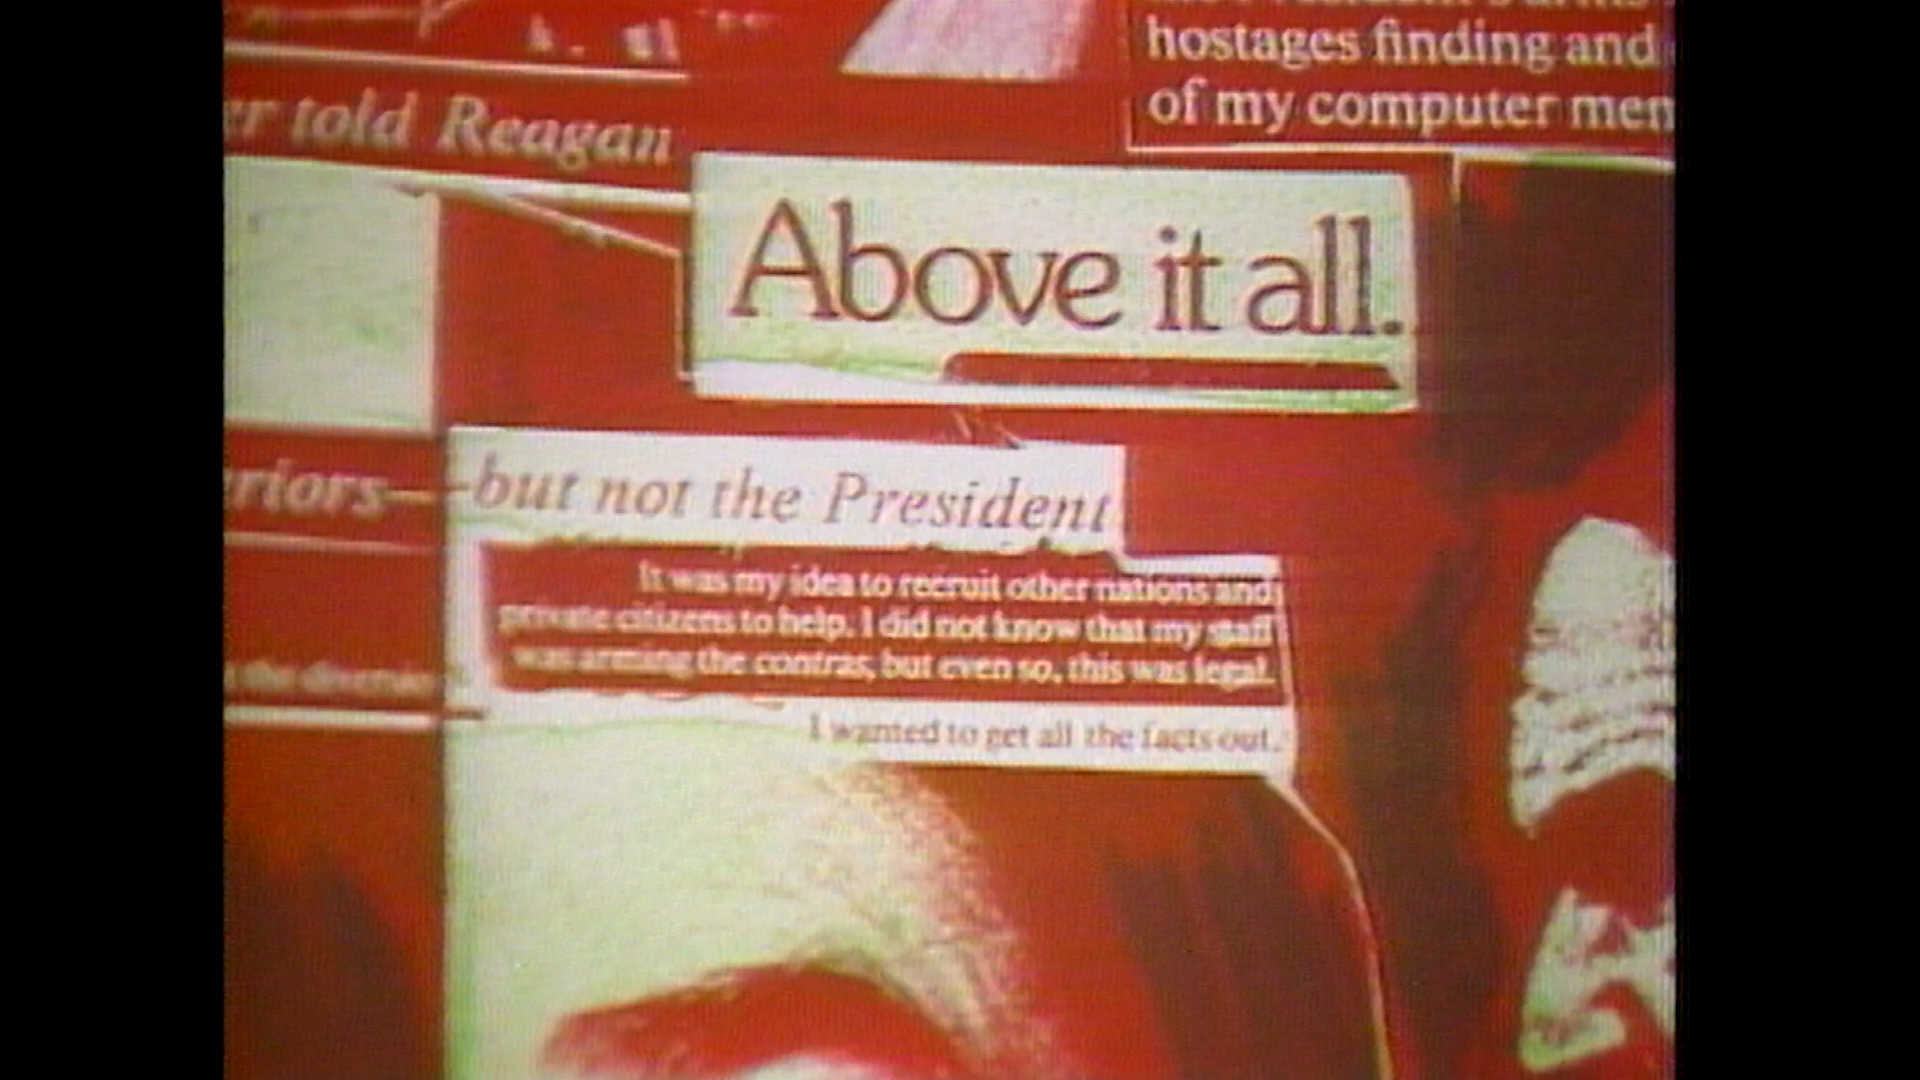 hostages finding and
of my computer mem
er told Reagan
Above it all.
riors—but not the President
It was my idea to recruit other nations and
private citizens to help. I did not know that my staff
was arming the contras, but even so, this was legal.
I wanted to get all the facts out.